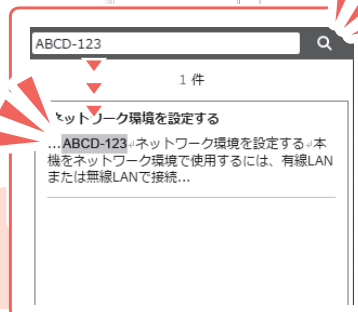 ABCD-123
1 件
ネットワーク環境を設定する
...ABCD-123↲ネットワーク環境を設定する↲本
機をネットワーク環境で使用するには、有線LAN
または無線LANで接続...